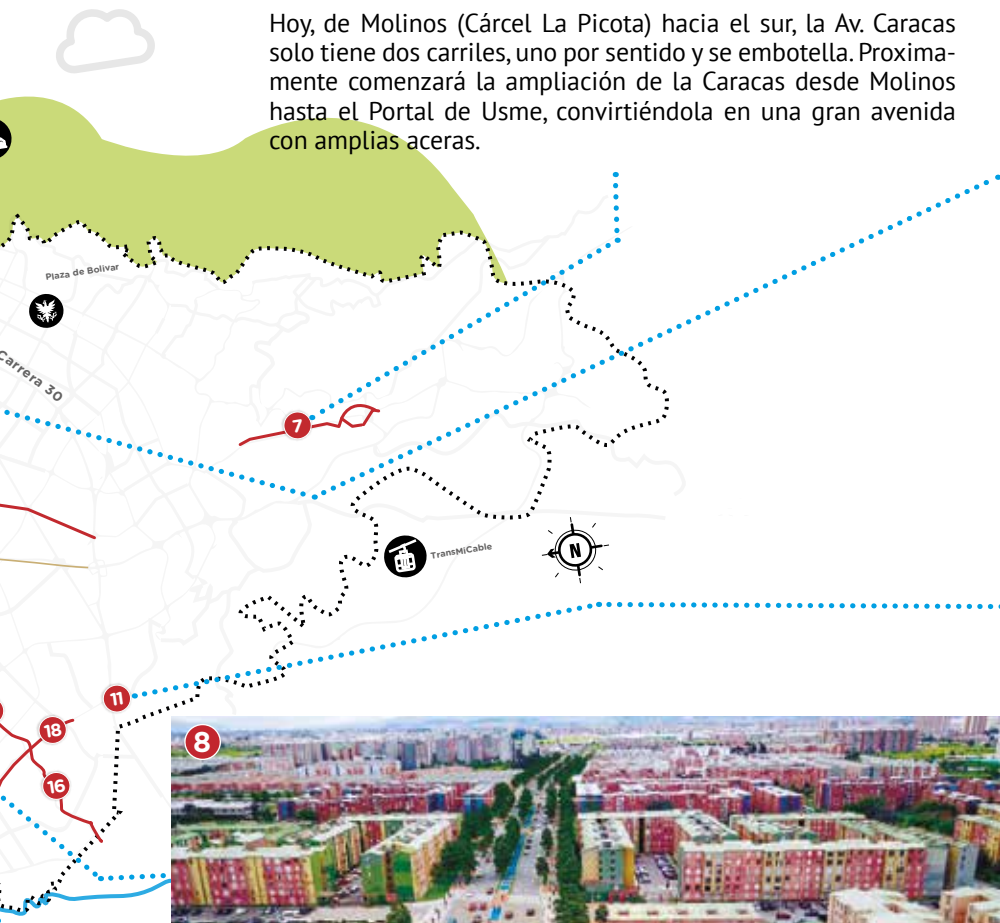 Hoy, de Molinos (Cárcel La Picota) hacia el sur, la Av. Caracas
solo tiene dos carriles, uno por sentido y se embotella. Proxima-
mente comenzará la ampliación de la Caracas desde Molinos
hasta el Portal de Usme, convirtiéndola en una gran avenida
con amplias aceras.
Plaza de Bolívar
Carrera 30
7
TransMiCable
N
11
18
16
8